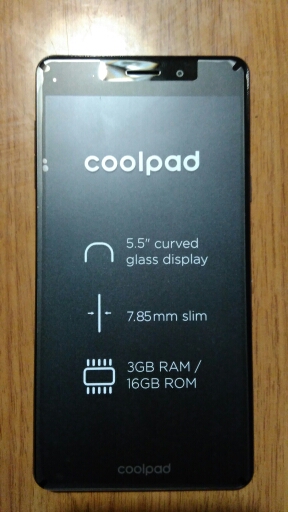 coolpad
5.5" curved
glass display
7.85mm slim
3GB RAM /
16GB ROM
coolpad